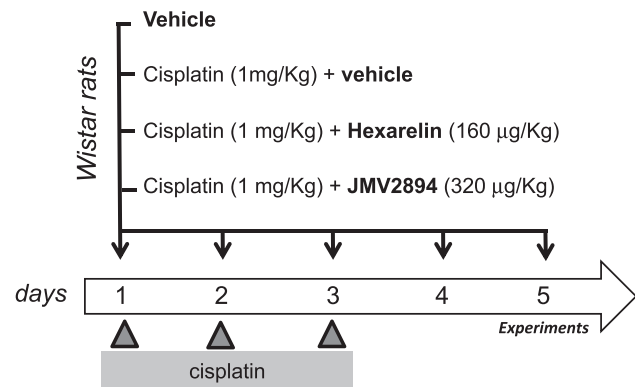 Vehicle
Wistar rats
Cisplatin (1mg/Kg) + vehicle
Cisplatin (1 mg/Kg) + Hexarelin (160 μg/Kg)
Cisplatin (1 mg/Kg) + JMV2894 (320 μg/Kg)
days 1 2 3 4 5
Experiments
cisplatin